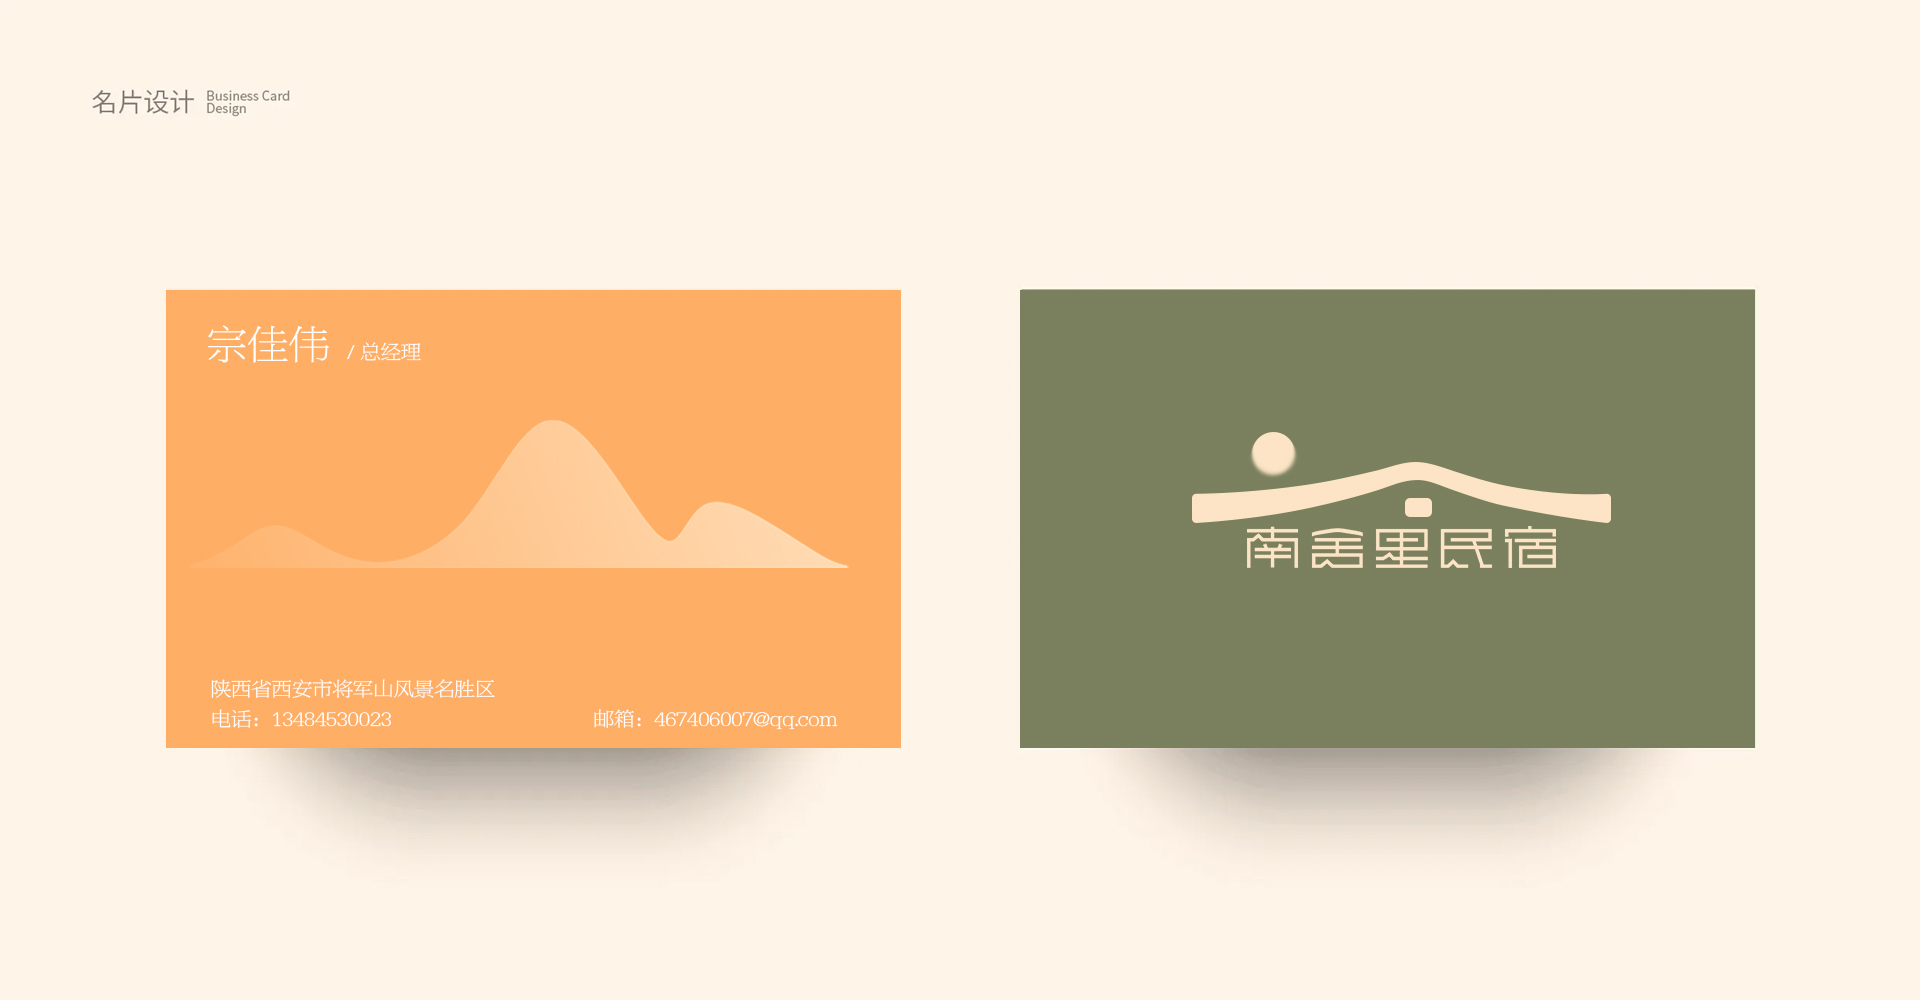 名片设计
Business Card
Design
宗佳伟 / 总经理
陕西省西安市将军山风景名胜区
电话：13484530023
邮箱：467406007@qq.com
南舍里民宿